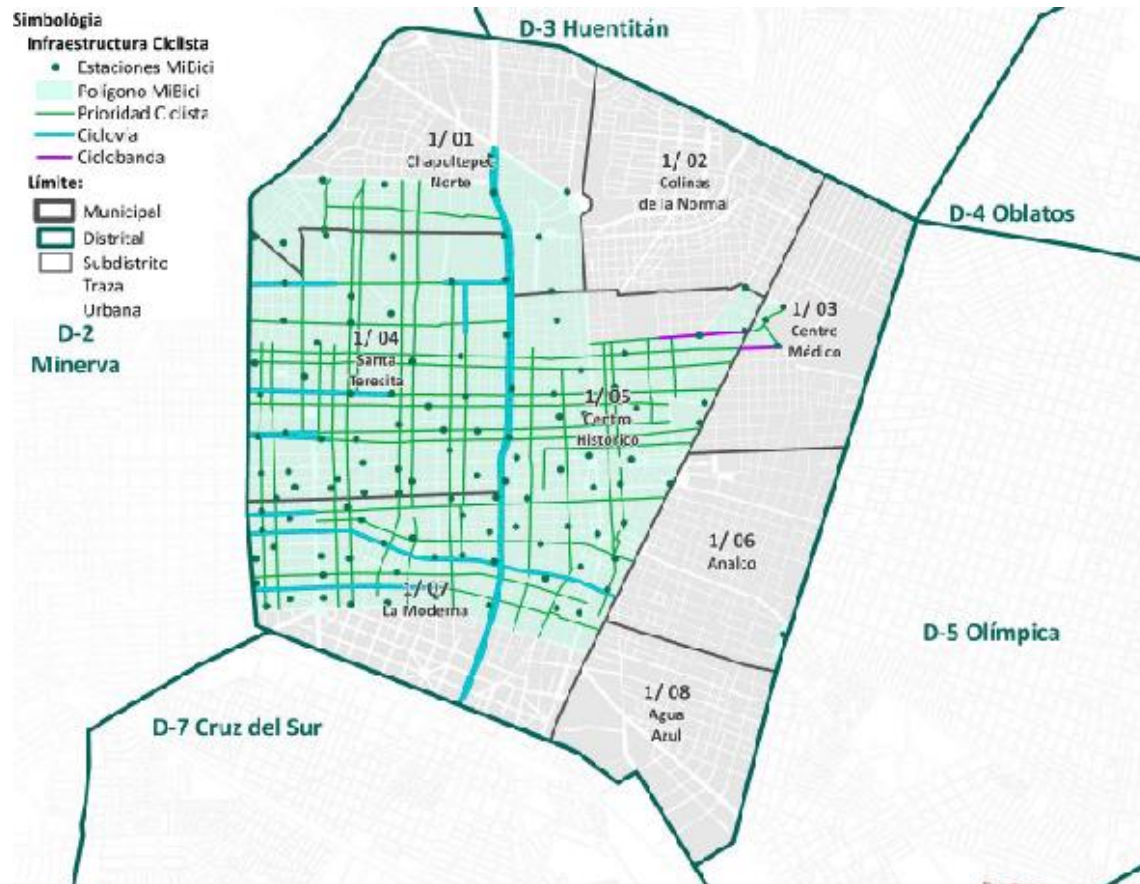 Simbológia
Infraestructura Ciclista
Estaciones MiBici
Polígono MiBici
Prioridad Ciclista
Ciclovía
Ciclobanda
Límite:
Municipal
Distrital
Subdistrito
Traza
Urbana
D-3 Huentitán
1/ 01
Chapultepec
Norte
1/ 02
Colinas
de la Normal
D-4 Oblatos
D-2
Minerva
1/ 03
Centro
Médico
1/ 04
Santa
Teresita
1/ 05
Centro
Histórico
1/ 06
Analco
1/ 07
La Moderna
D-5 Olímpica
D-7 Cruz del Sur
1/ 08
Agua
Azul